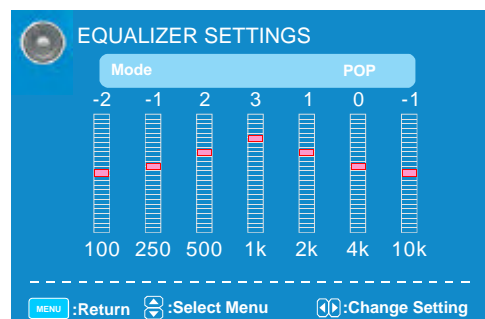 EQUALIZER SETTINGS
Mode POP
-2 -1 2 3 1 0 -1
100 250 500 1k 2k 4k 10k
MENU :Return :Select Menu :Change Setting